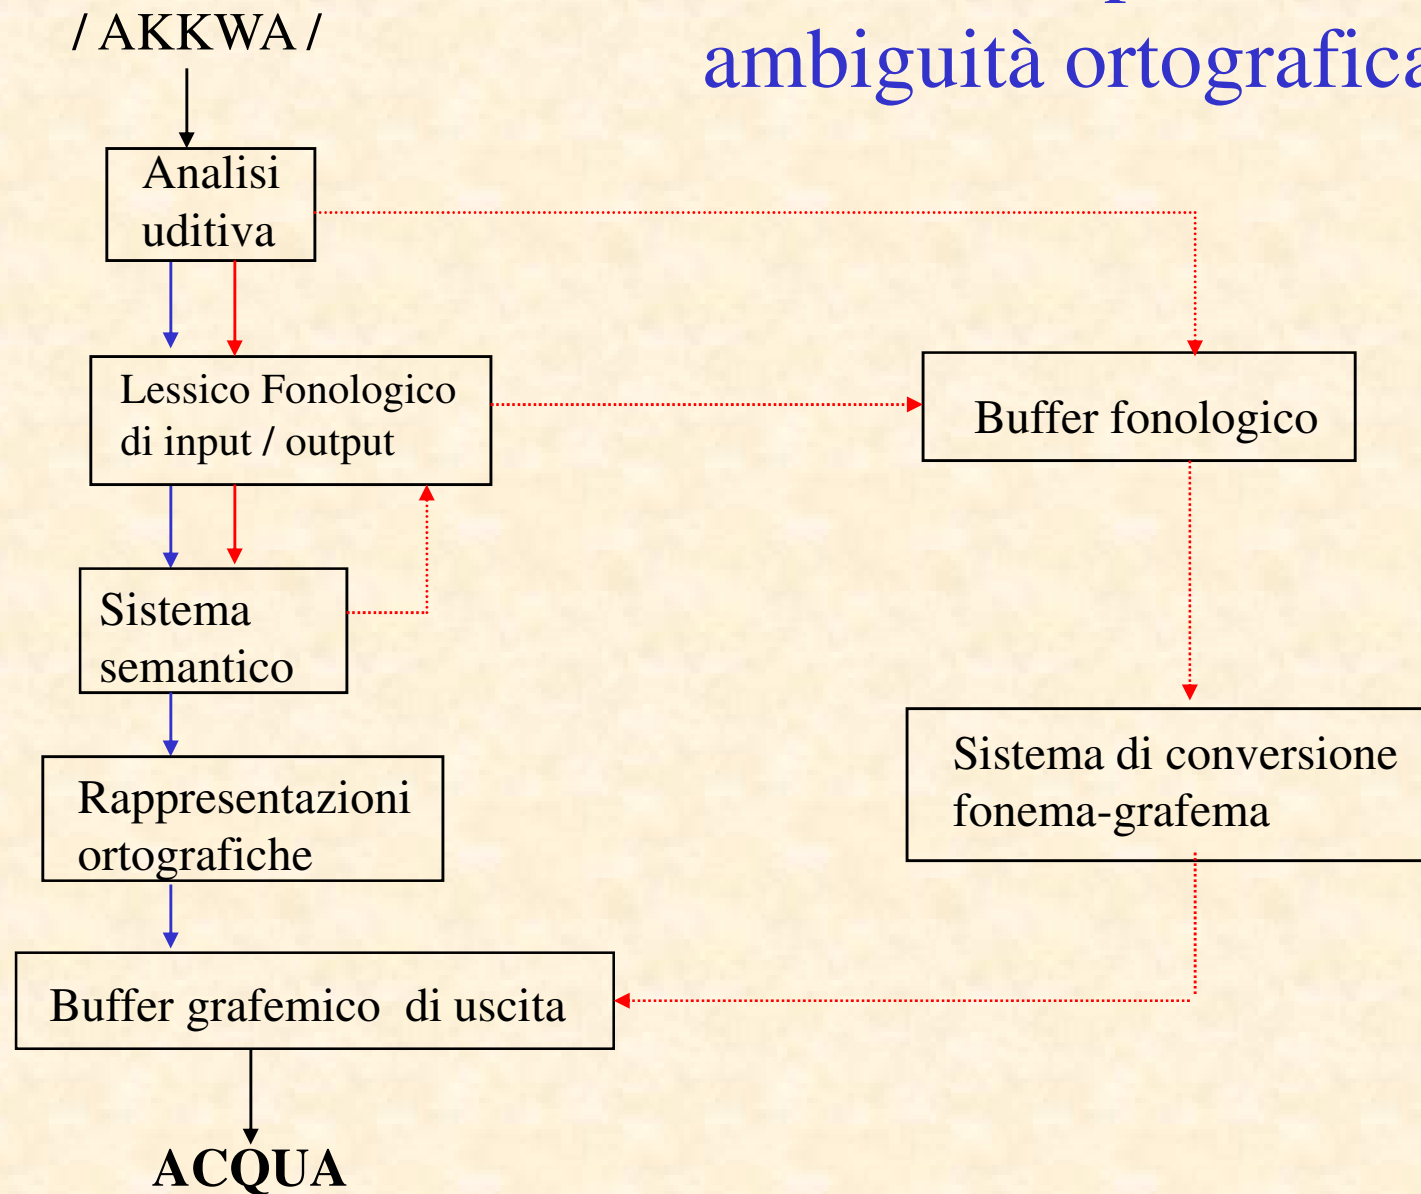 ambiguità ortografica
/ AKKWA /
Analisi
uditiva
Lessico Fonologico
di input / output
Buffer fonologico
Sistema
semantico
Sistema di conversione
fonema-grafema
Rappresentazioni
ortografiche
Buffer grafemico di uscita
ACQUA